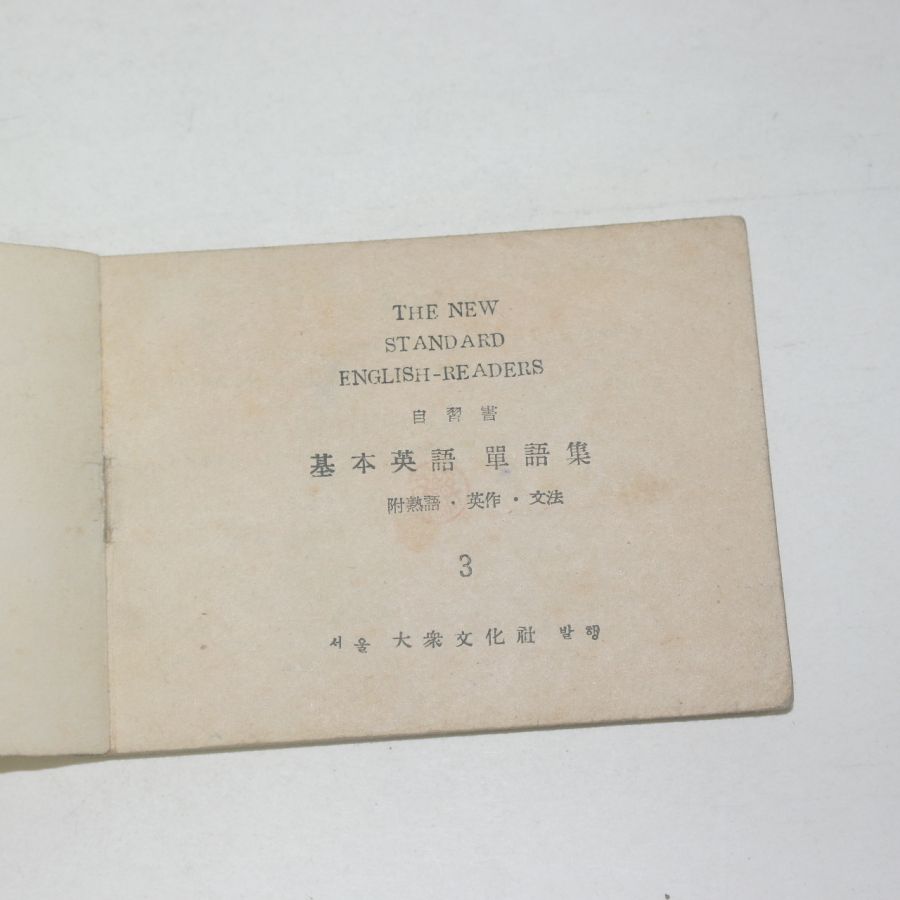 THE NEW
STANDARD
ENGLISH-READERS
自習書
基本英語 單語集
附熟語・英作・文法
3
서울 大衆文化社 발행